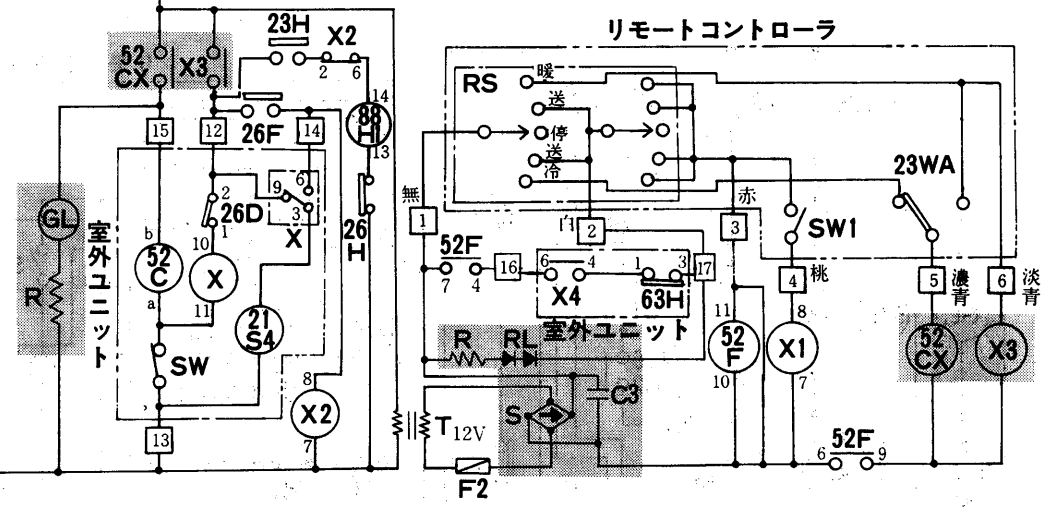 リモートコントローラ
23H
X2
2
6
52
CX
X3
RS
暖
送
停
送
冷
14
88
H1
13
15
12
26F
14
23WA
無
赤
1
白
2
3
SW1
GL
R
室外ユニット
2
26D
1
9
6
3
X
26
H
10
X
11
b
52
C
a
21
S4
SW
52F
7
4
16
6
4
X4
1
3
63H
17
4
桃
5
濃青
6
淡青
室外ユニット
R
RL
11
52
F
10
8
X1
7
52
CX
X3
8
X2
7
T
12V
S
C3
F2
13
52F
6
9